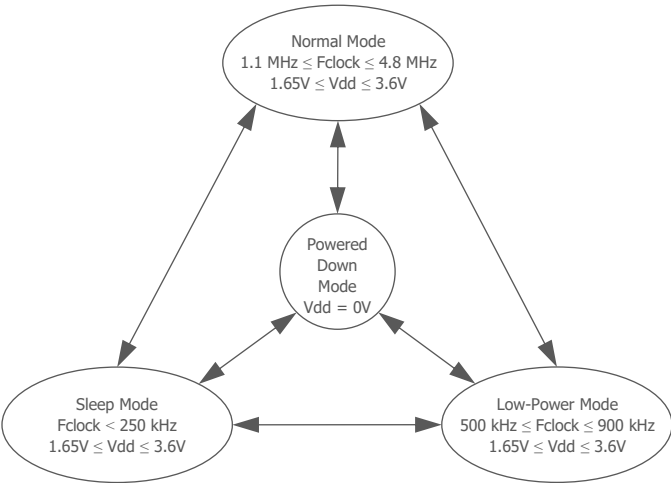 Normal Mode
1.1 MHz ≤ Fclock ≤ 4.8 MHz
1.65V ≤ Vdd ≤ 3.6V
Powered
Down
Mode
Vdd = 0V
Sleep Mode
Fclock < 250 kHz
1.65V ≤ Vdd ≤ 3.6V
Low-Power Mode
500 kHz ≤ Fclock ≤ 900 kHz
1.65V ≤ Vdd ≤ 3.6V